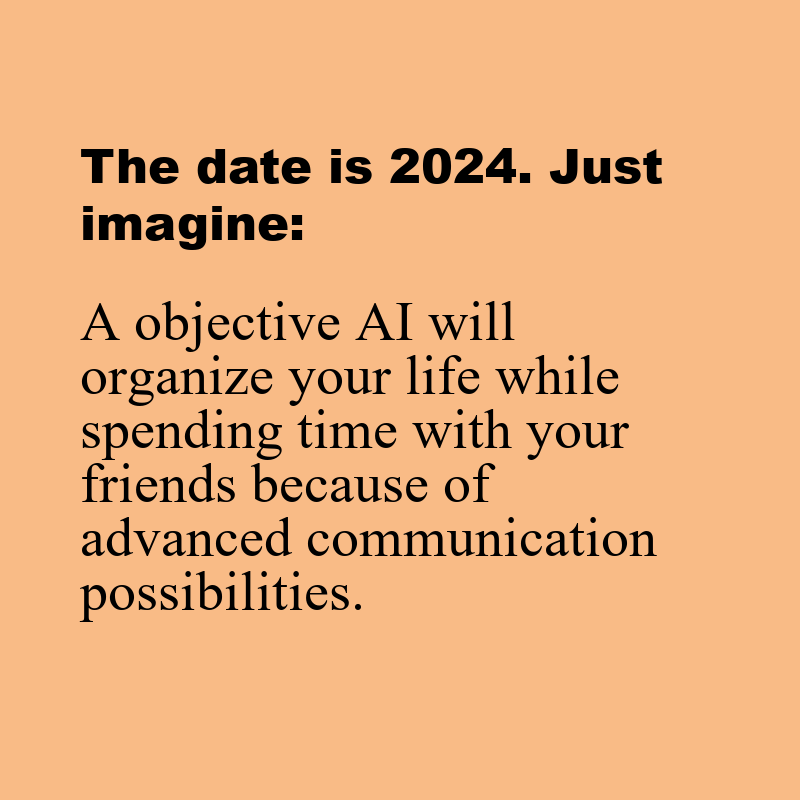 The date is 2024. Just
imagine:
A objective AI will
organize your life while
spending time with your
friends because of
advanced communication
possibilities.